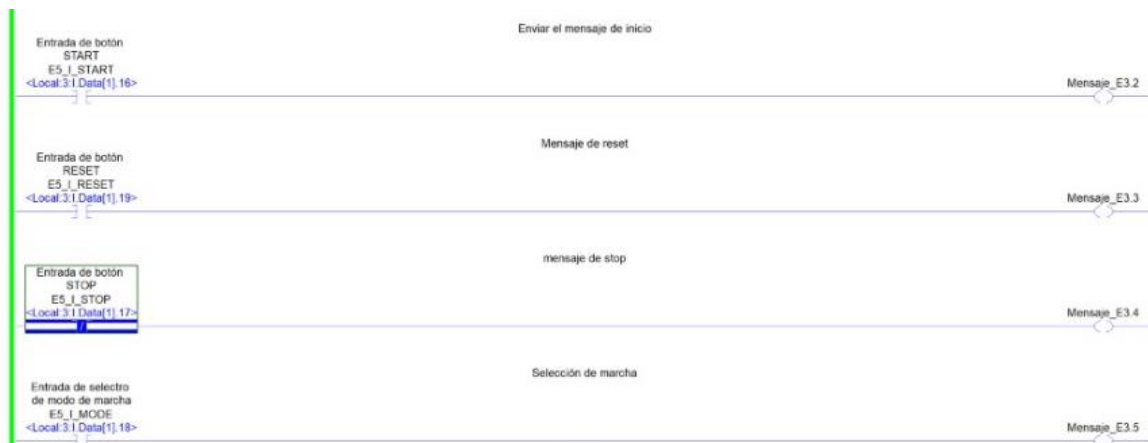 Enviar el mensaje de inicio
Entrada de botón
START
E5_I_START
<Local:3:I.Data[1].16>
Mensaje_E3.2
Mensaje de reset
Entrada de botón
RESET
E5_I_RESET
<Local:3:I.Data[1].19>
Mensaje_E3.3
mensaje de stop
Entrada de botón
STOP
E5_I_STOP
<Local:3:I.Data[1].17>
Mensaje_E3.4
Selección de marcha
Entrada de selectro
de modo de marcha
E5_I_MODE
<Local:3:I.Data[1].18>
Mensaje_E3.5